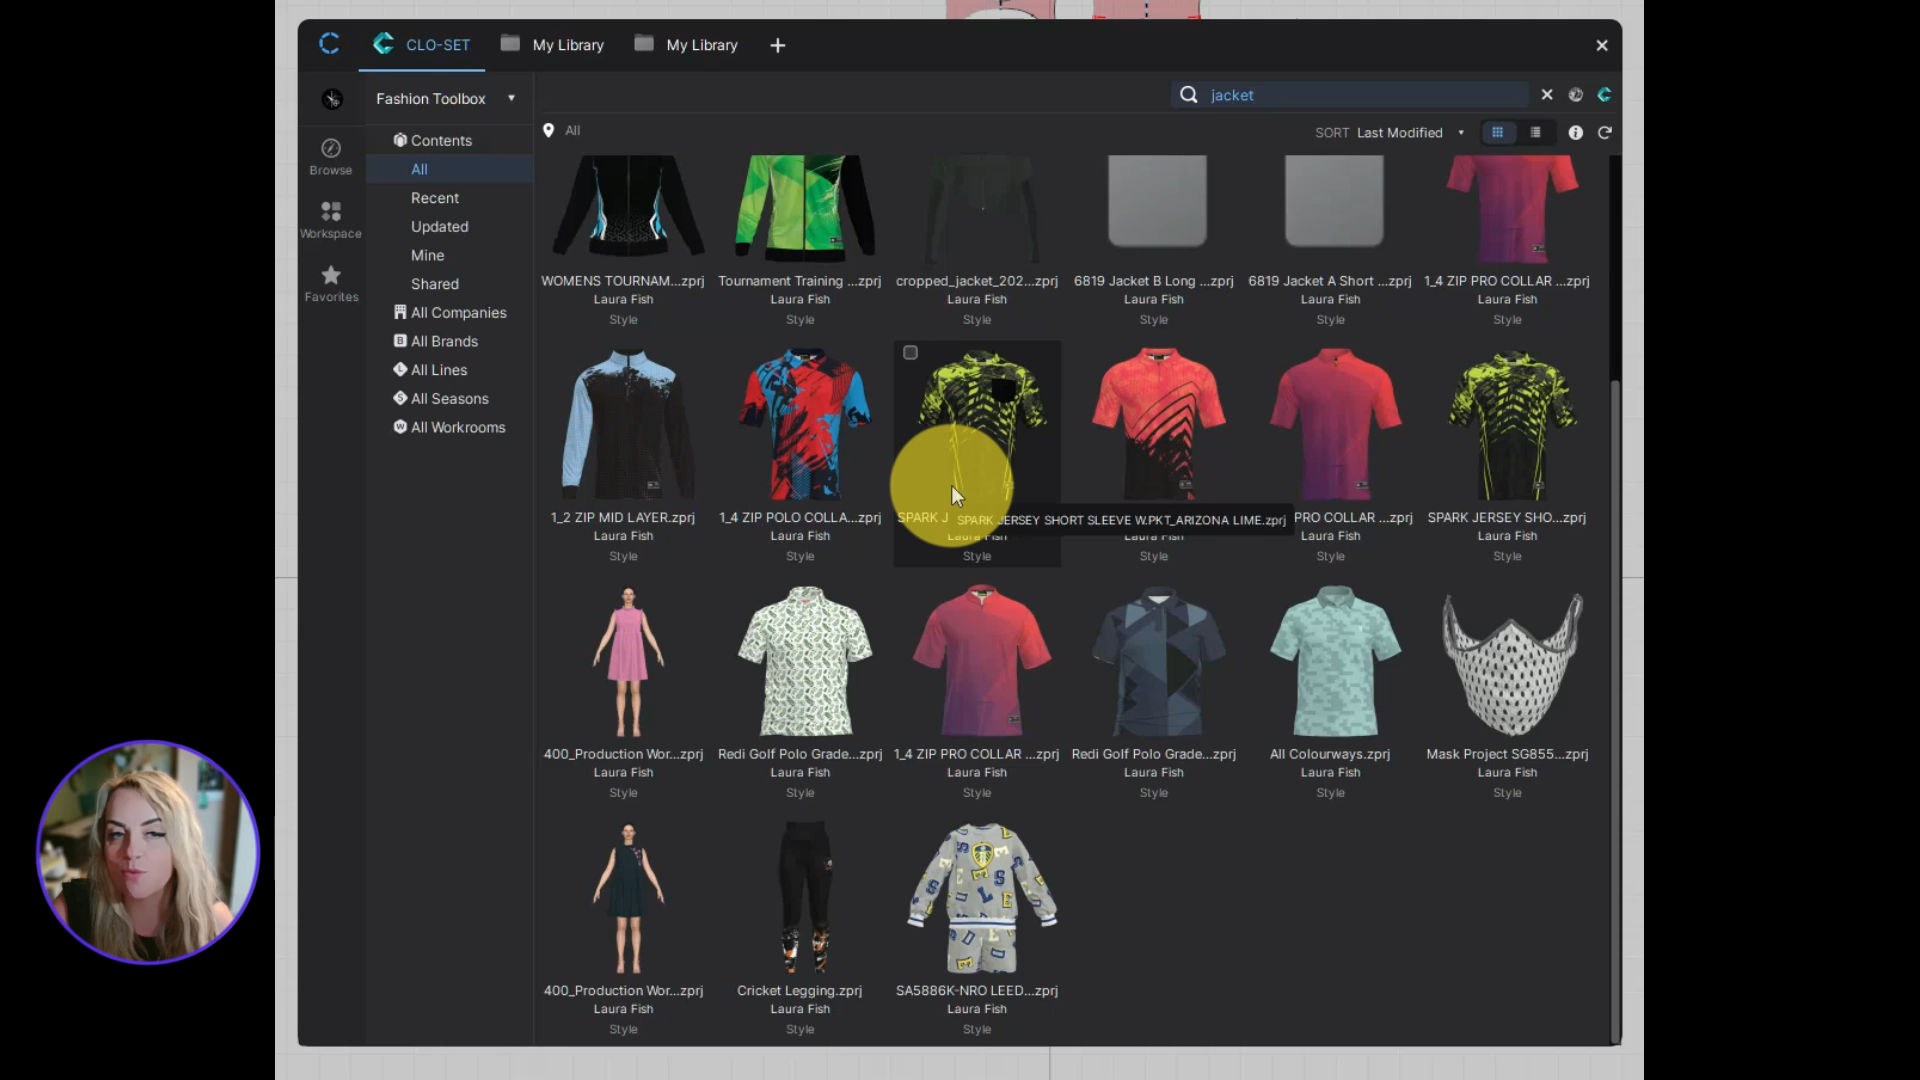 CLO-SET
My Library
My Library
Fashion Toolbox
jacket
Browse
Workspace
Favorites
Contents
All
Recent
Updated
Mine
Shared
All Companies
All Brands
All Lines
All Seasons
All Workrooms
All
SORT Last Modified
WOMENS TOURNAM...zprj
Laura Fish
Style
Tournament Training ...zprj
Laura Fish
Style
cropped_jacket_202...zprj
Laura Fish
Style
6819 Jacket B Long ...zprj
Laura Fish
Style
6819 Jacket A Short ...zprj
Laura Fish
Style
1_4 ZIP PRO COLLAR ...zprj
Laura Fish
Style
1_2 ZIP MID LAYER.zprj
Laura Fish
Style
1_4 ZIP POLO COLLA...zprj
Laura Fish
Style
SPARK J
SPARK JERSEY SHORT SLEEVE W.PKT_ARIZONA LIME.zprj
Laura Fish
Style
Laura Fish
Style
PRO COLLAR ...zprj
Laura Fish
Style
SPARK JERSEY SHO...zprj
Laura Fish
Style
400_Production Wor...zprj
Laura Fish
Style
Redi Golf Polo Grade...zprj
Laura Fish
Style
1_4 ZIP PRO COLLAR ...zprj
Laura Fish
Style
Redi Golf Polo Grade...zprj
Laura Fish
Style
All Colourways.zprj
Laura Fish
Style
Mask Project SG855...zprj
Laura Fish
Style
400_Production Wor...zprj
Laura Fish
Style
Cricket Legging.zprj
Laura Fish
Style
SA5886K-NRO LEED...zprj
Laura Fish
Style